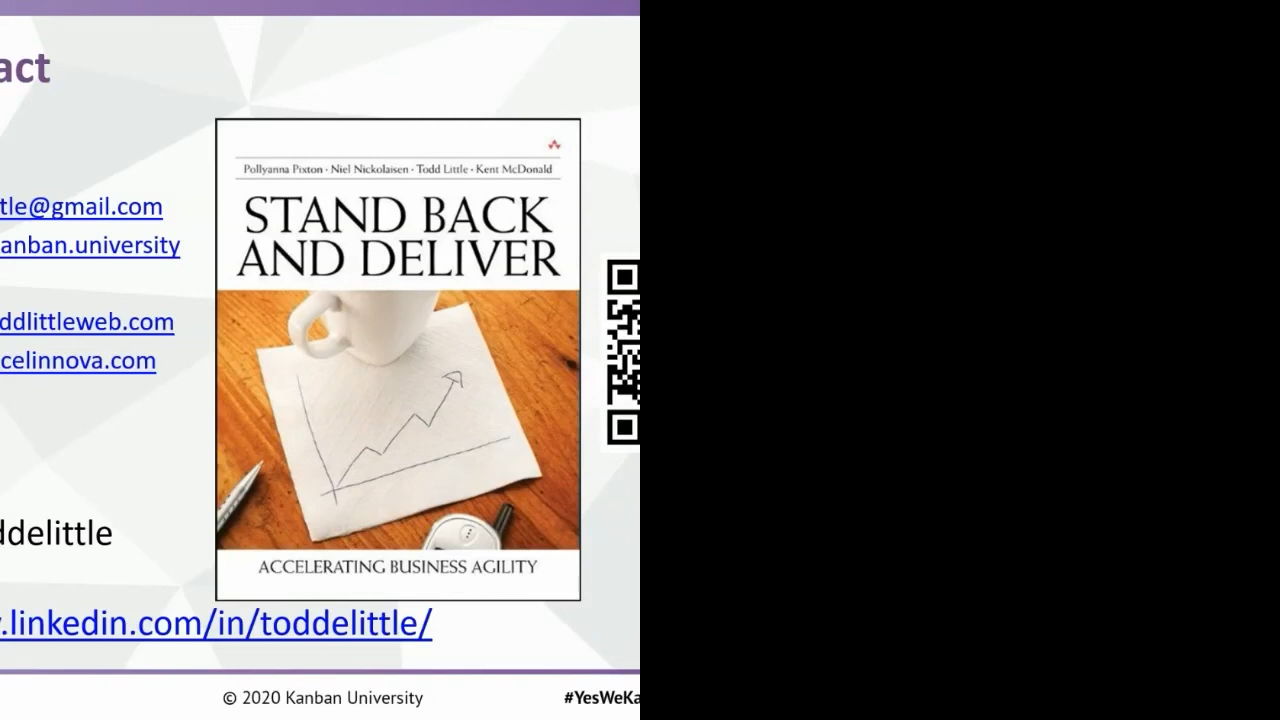 act
tle@gmail.com
anban.university
ddlittleweb.com
celinnova.com
ddelittle
.linkedin.com/in/toddelittle/
Pollyanna Pixton · Niel Nickolaisen · Todd Little · Kent McDonald
STAND BACK
AND DELIVER
ACCELERATING BUSINESS AGILITY
© 2020 Kanban University
#YesWeKa